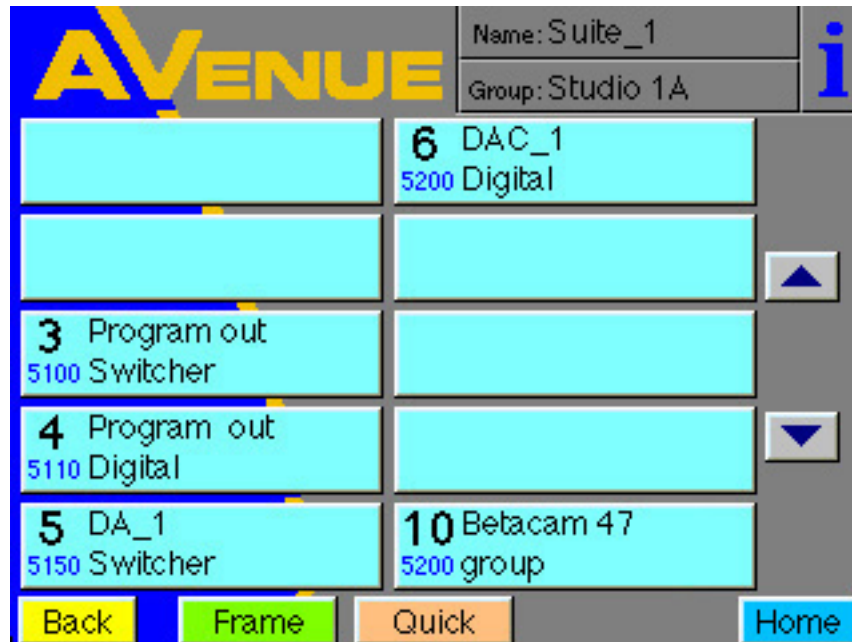 AVENUE
Name: Suite_1
Group: Studio 1A
i
6 DAC_1
5200 Digital
3 Program out
5100 Switcher
4 Program out
5110 Digital
5 DA_1
5150 Switcher
10 Betacam 47
5200 group
Back
Frame
Quick
Home